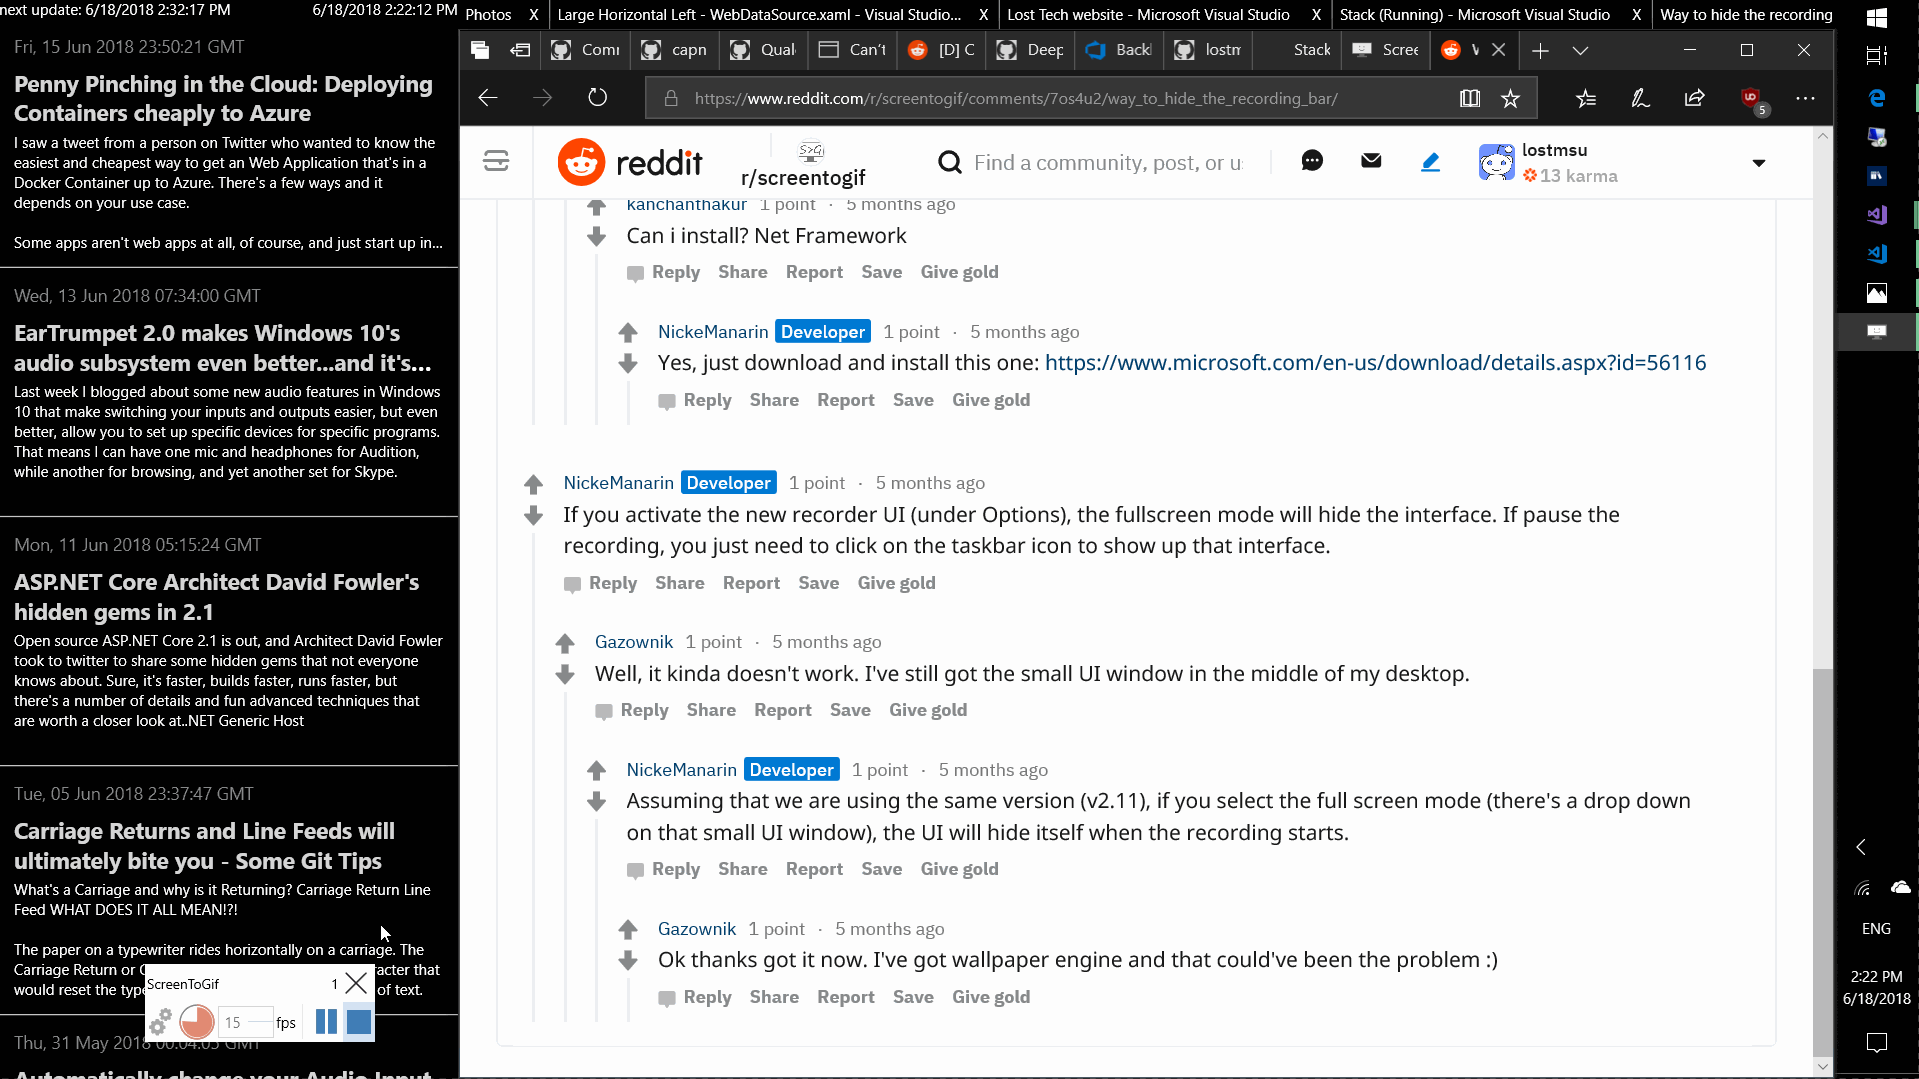 next update: 6/18/2018 2:32:17 PM
6/18/2018 2:22:12 PM
Photos X
Large Horizontal Left - WebDataSource.xaml - Visual Studio... X
Lost Tech website - Microsoft Visual Studio X
Stack (Running) - Microsoft Visual Studio X
Way to hide the recording
Fri, 15 Jun 2018 23:50:21 GMT
Penny Pinching in the Cloud: Deploying
Containers cheaply to Azure
I saw a tweet from a person on Twitter who wanted to know the
easiest and cheapest way to get an Web Application that's in a
Docker Container up to Azure. There's a few ways and it
depends on your use case.
Some apps aren't web apps at all, of course, and just start up in...
Wed, 13 Jun 2018 07:34:00 GMT
EarTrumpet 2.0 makes Windows 10's
audio subsystem even better...and it's...
Last week I blogged about some new audio features in Windows
10 that make switching your inputs and outputs easier, but even
better, allow you to set up specific devices for specific programs.
That means I can have one mic and headphones for Audition,
while another for browsing, and yet another set for Skype.
Mon, 11 Jun 2018 05:15:24 GMT
ASP.NET Core Architect David Fowler's
hidden gems in 2.1
Open source ASP.NET Core 2.1 is out, and Architect David Fowler
took to twitter to share some hidden gems that not everyone
knows about. Sure, it's faster, builds faster, runs faster, but
there's a number of details and fun advanced techniques that
are worth a closer look at..NET Generic Host
Tue, 05 Jun 2018 23:37:47 GMT
Carriage Returns and Line Feeds will
ultimately bite you - Some Git Tips
What's a Carriage and why is it Returning? Carriage Return Line
Feed WHAT DOES IT ALL MEAN!?!
The paper on a typewriter rides horizontally on a carriage. The
Carriage Return or acter that
would reset the type of text.
ScreenToGif 1
15 fps
Thu, 31 May 2018 00:04:05 GMT
Automatically change your Audio Input
Comi capn Qual Can't [D] C Deep Backl lostm Stack Scree
https://www.reddit.com/r/screentogif/comments/7os4u2/way_to_hide_the_recording_bar/
5
reddit
S>G
r/screentogif
Find a community, post, or u
lostmsu
13 karma
kanchanthakur 1 point · 5 months ago
Can i install? Net Framework
Reply Share Report Save Give gold
NickeManarin Developer 1 point · 5 months ago
Yes, just download and install this one: https://www.microsoft.com/en-us/download/details.aspx?id=56116
Reply Share Report Save Give gold
NickeManarin Developer 1 point · 5 months ago
If you activate the new recorder UI (under Options), the fullscreen mode will hide the interface. If pause the
recording, you just need to click on the taskbar icon to show up that interface.
Reply Share Report Save Give gold
Gazownik 1 point · 5 months ago
Well, it kinda doesn't work. I've still got the small UI window in the middle of my desktop.
Reply Share Report Save Give gold
NickeManarin Developer 1 point · 5 months ago
Assuming that we are using the same version (v2.11), if you select the full screen mode (there's a drop down
on that small UI window), the UI will hide itself when the recording starts.
Reply Share Report Save Give gold
Gazownik 1 point · 5 months ago
Ok thanks got it now. I've got wallpaper engine and that could've been the problem :)
Reply Share Report Save Give gold
ENG
2:22 PM
6/18/2018